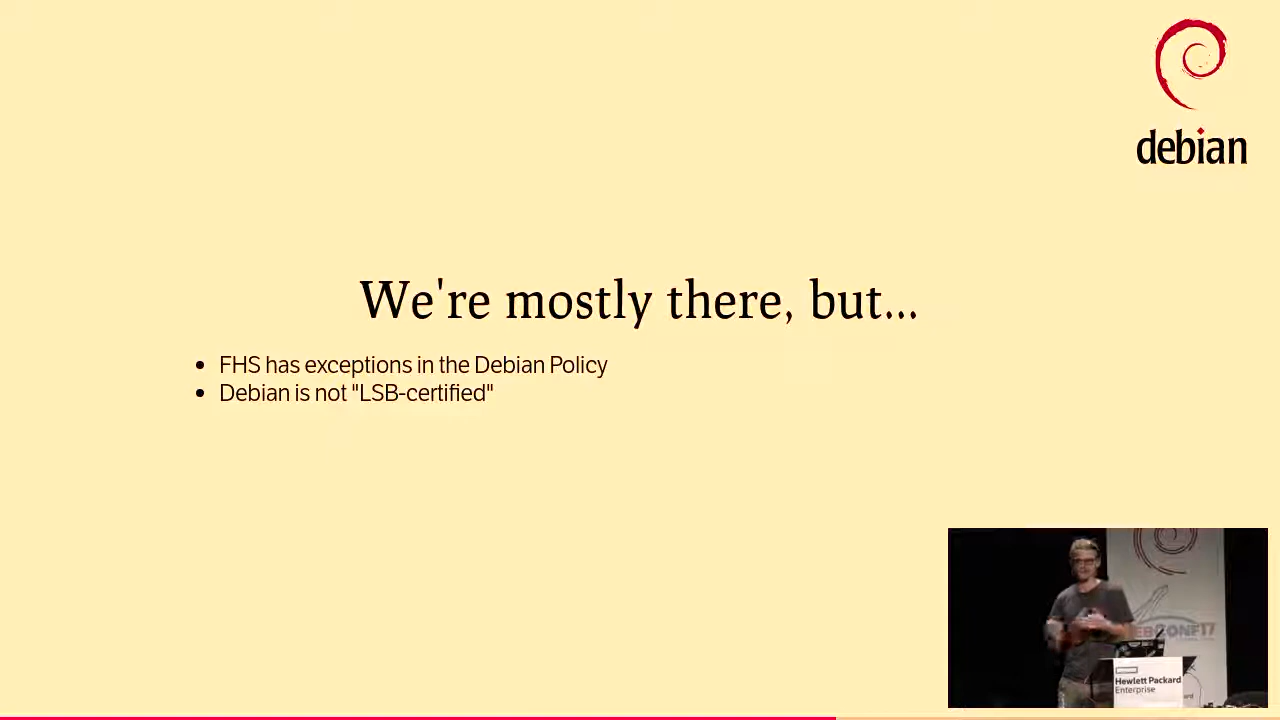 debian
We're mostly there, but...
FHS has exceptions in the Debian Policy
Debian is not "LSB-certified"
Hewlett Packard
Enterprise